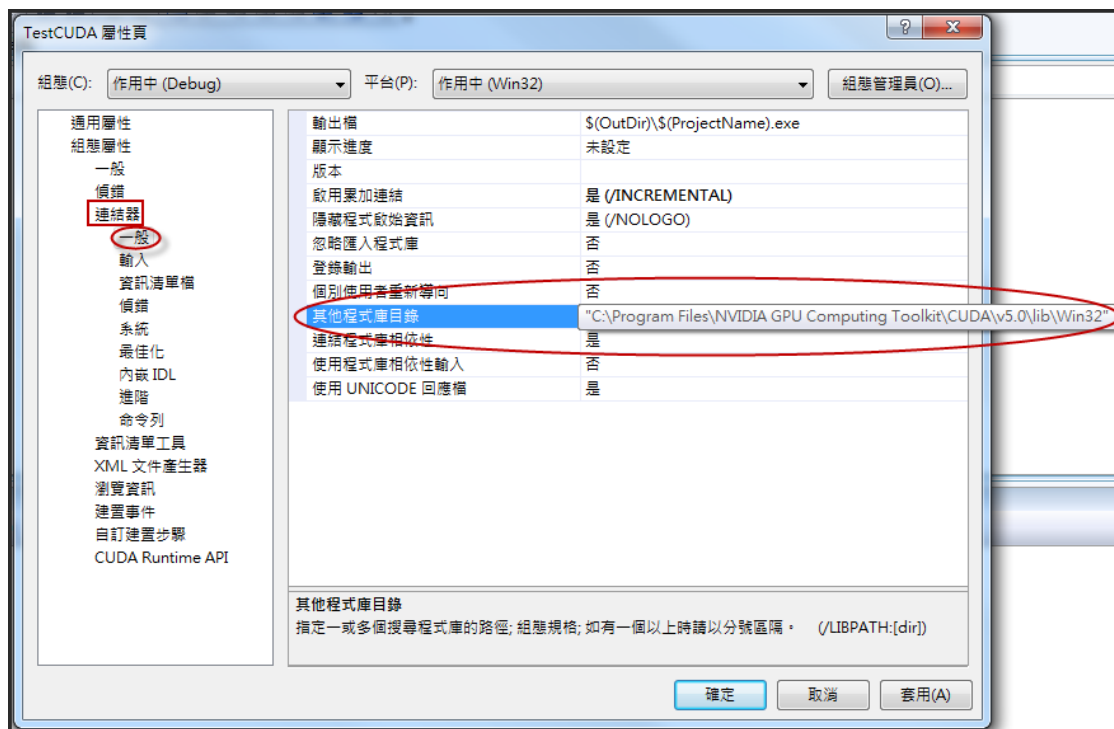 TestCUDA 屬性頁
組態(C): 作用中 (Debug) 平台(P): 作用中 (Win32) 組態管理員(O)...
通用屬性
組態屬性
一般
偵錯
連結器
一般
輸入
資訊清單檔
偵錯
系統
最佳化
內嵌 IDL
進階
命令列
資訊清單工具
XML 文件產生器
瀏覽資訊
建置事件
自訂建置步驟
CUDA Runtime API
輸出檔 $(OutDir)\$(ProjectName).exe
顯示進度 未設定
版本
啟用累加連結 是 (/INCREMENTAL)
隱藏程式啟始資訊 是 (/NOLOGO)
忽略匯入程式庫 否
登錄輸出 否
個別使用者重新導向 否
其他程式庫目錄 "C:\Program Files\NVIDIA GPU Computing Toolkit\CUDA\v5.0\lib\Win32"
連結程式庫相依性 是
使用程式庫相依性輸入 否
使用 UNICODE 回應檔 是
其他程式庫目錄
指定一或多個搜尋程式庫的路徑; 組態規格; 如有一個以上時請以分號區隔。 (/LIBPATH:[dir])
確定 取消 套用(A)